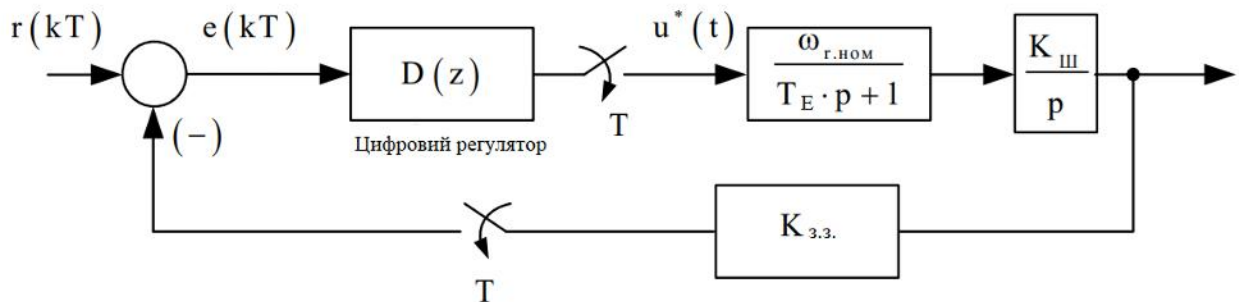 r(kT)
e(kT)
D(z)
Цифровий регулятор
T
u*(t)
ω г.ном
T E · p + 1
K Ш
p
(−)
T
K з.з.